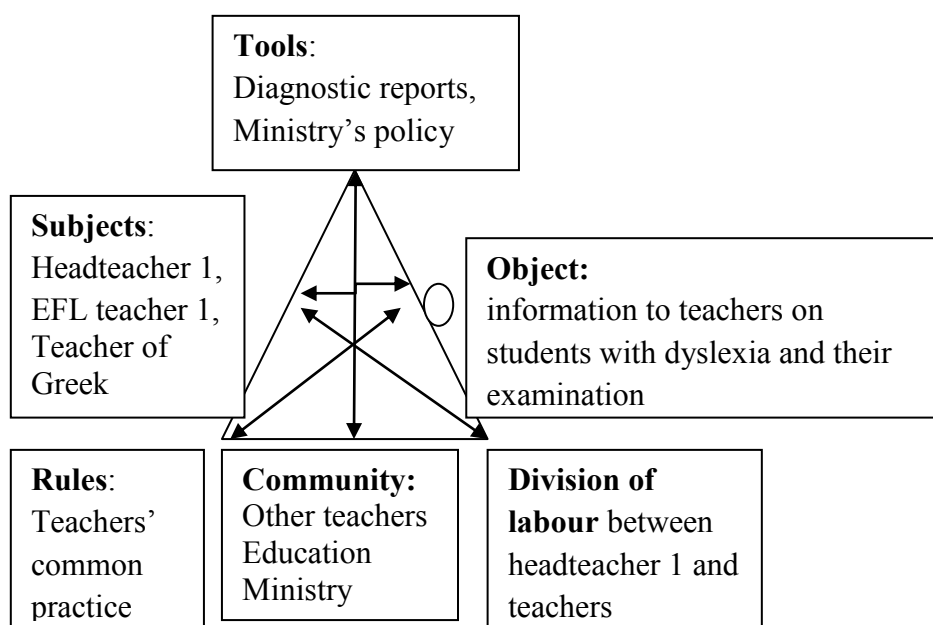 Tools:
Diagnostic reports,
Ministry’s policy
Subjects:
Headteacher 1,
EFL teacher 1,
Teacher of
Greek
Object:
information to teachers on
students with dyslexia and their
examination
Rules:
Teachers’
common
practice
Community:
Other teachers
Education
Ministry
Division of
labour between
headteacher 1 and
teachers